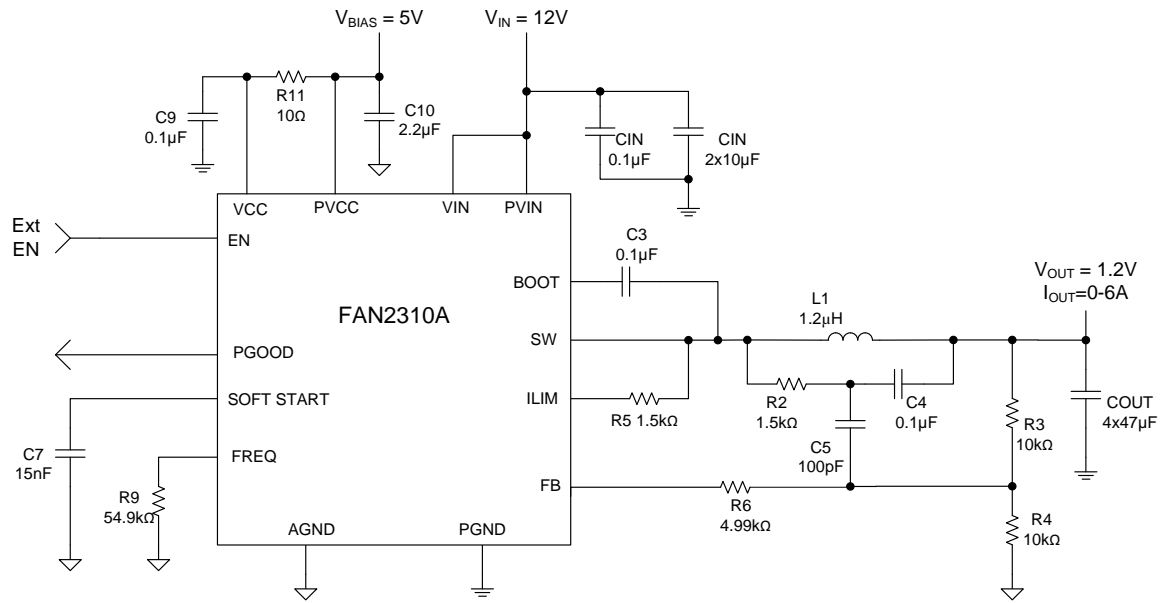 V_BIAS = 5V
V_IN = 12V
C9
0.1µF
R11
10Ω
C10
2.2µF
CIN
0.1µF
CIN
2x10µF
VCC
PVCC
VIN
PVIN
Ext
EN
EN
C3
0.1µF
BOOT
FAN2310A
V_OUT = 1.2V
I_OUT=0-6A
L1
1.2µH
SW
PGOOD
SOFT START
ILIM
R5 1.5kΩ
R2
1.5kΩ
C4
0.1µF
R3
10kΩ
COUT
4x47µF
C7
15nF
FREQ
C5
100pF
FB
R9
54.9kΩ
R6
4.99kΩ
R4
10kΩ
AGND
PGND